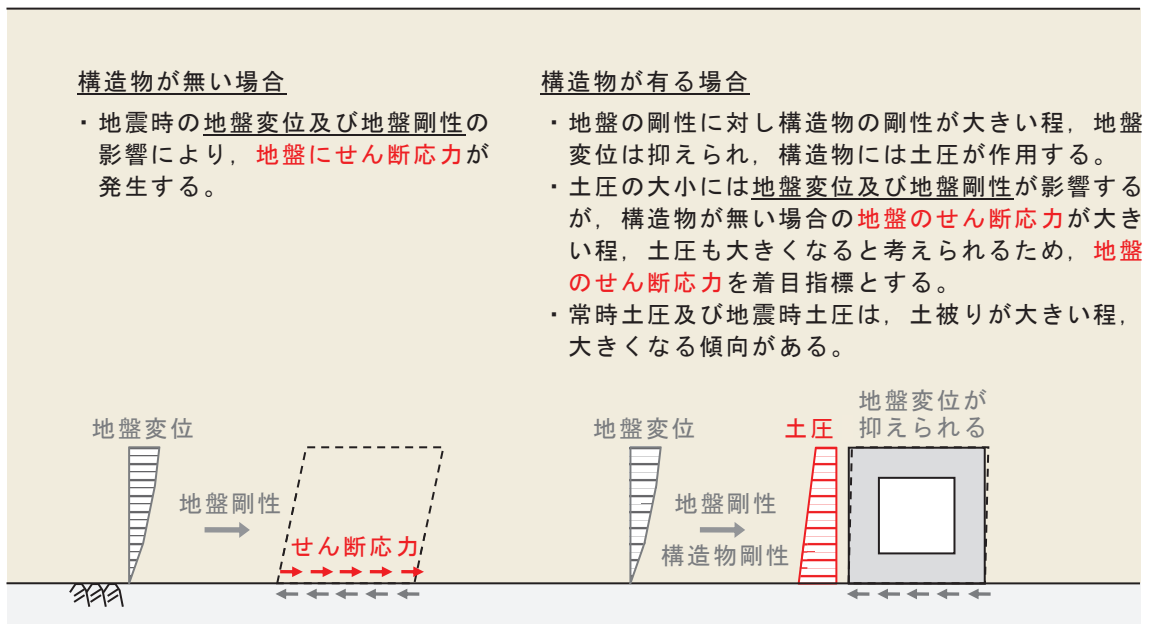 構造物が無い場合
・地震時の地盤変位及び地盤剛性の
影響により，地盤にせん断応力が
発生する。
構造物が有る場合
・地盤の剛性に対し構造物の剛性が大きい程，地盤
変位は抑えられ，構造物には土圧が作用する。
・土圧の大小には地盤変位及び地盤剛性が影響する
が，構造物が無い場合の地盤のせん断応力が大き
い程，土圧も大きくなると考えられるため，地盤
のせん断応力を着目指標とする。
・常時土圧及び地震時土圧は，土被りが大きい程，
大きくなる傾向がある。
地盤変位
地盤剛性
せん断応力
地盤変位
地盤剛性
構造物剛性
土圧
地盤変位が
抑えられる